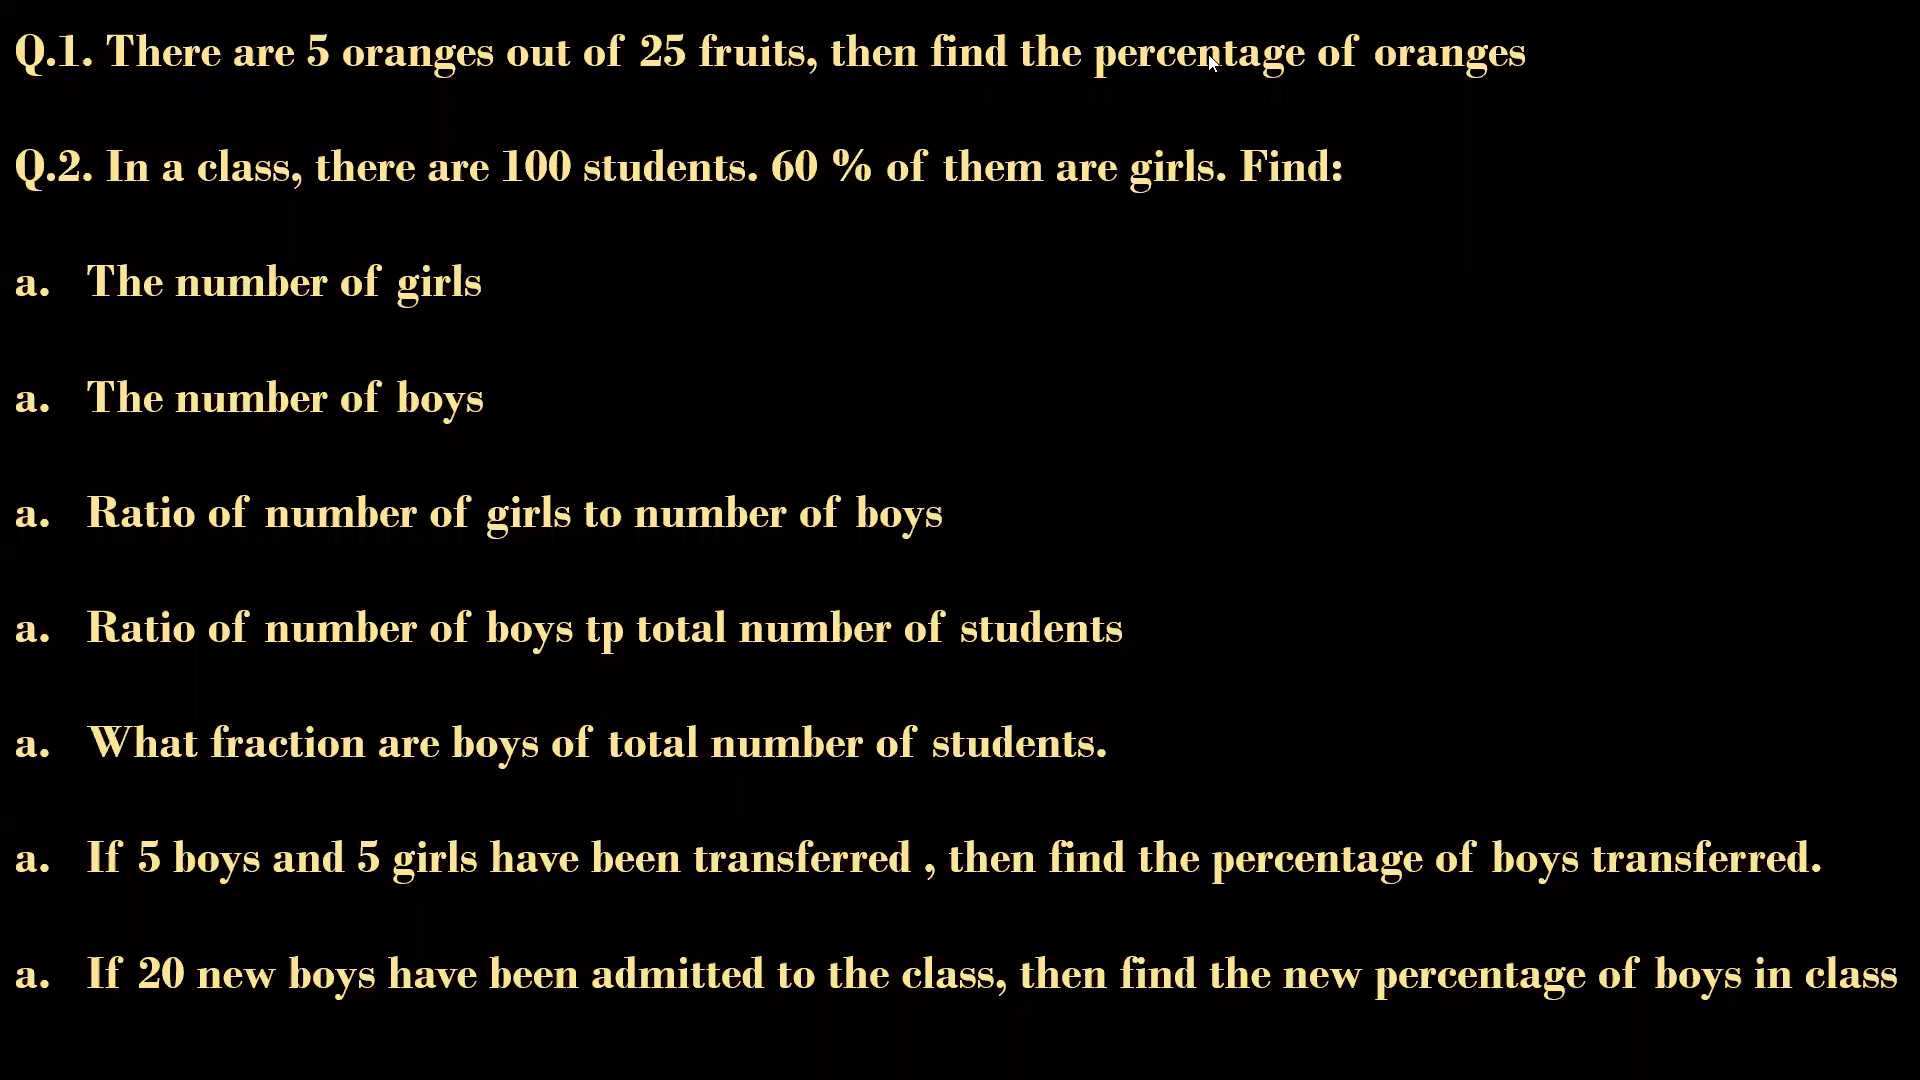 Q.1. There are 5 oranges out of 25 fruits, then find the percentage of oranges
Q.2. In a class, there are 100 students. 60 % of them are girls. Find:
a. The number of girls
a. The number of boys
a. Ratio of number of girls to number of boys
a. Ratio of number of boys tp total number of students
a. What fraction are boys of total number of students.
a. If 5 boys and 5 girls have been transferred , then find the percentage of boys transferred.
a. If 20 new boys have been admitted to the class, then find the new percentage of boys in class